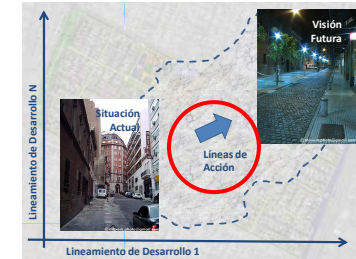 Visión
Futura
Situación
Actual
Líneas de
Acción
Lineamiento de Desarrollo N
Lineamiento de Desarrollo 1